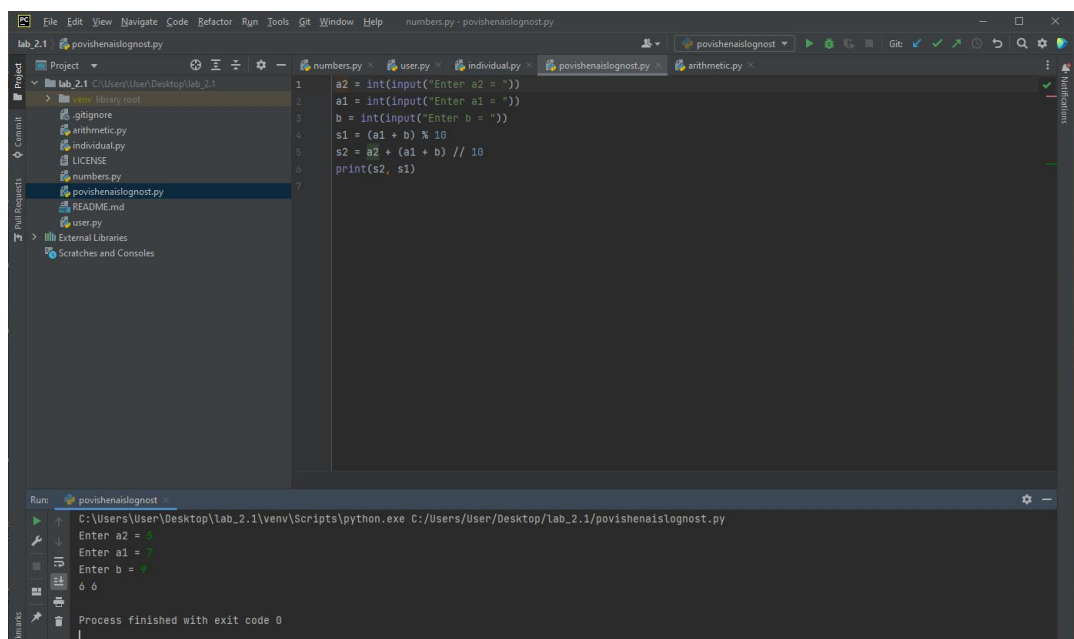 PC File Edit View Navigate Code Refactor Run Tools Git Window Help numbers.py - povishenaislognost.py
lab_2.1 povishenaislognost.py povishenaislognost Git:
Project Project numbers.py user.py individual.py povishenaislognost.py arithmetic.py
lab_2.1 C:\Users\User\Desktop\lab_2.1
venv library root
.gitignore
arithmetic.py
individual.py
LICENSE
numbers.py
povishenaislognost.py
README.md
user.py
External Libraries
Scratches and Consoles
Commit
Pull Requests
Notifications
1 a2 = int(input("Enter a2 = "))
2 a1 = int(input("Enter a1 = "))
3 b = int(input("Enter b = "))
4 s1 = (a1 + b) % 10
5 s2 = a2 + (a1 + b) // 10
6 print(s2, s1)
7
Run: povishenaislognost
C:\Users\User\Desktop\lab_2.1\venv\Scripts\python.exe C:/Users/User/Desktop/lab_2.1/povishenaislognost.py
Enter a2 = 5
Enter a1 = 7
Enter b = 9
6 6
Process finished with exit code 0